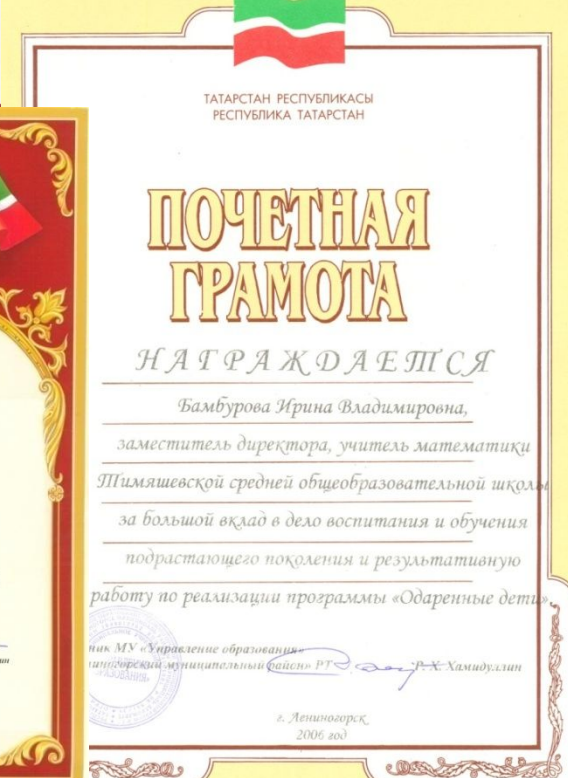 ТАТАРСТАН РЕСПУБЛИКАСЫ
РЕСПУБЛИКА ТАТАРСТАН
ПОЧЕТНАЯ
ГРАМОТА
НАГРАЖДАЕТСЯ
Бамбурова Ирина Владимировна,
заместитель директора, учитель математики
Тимяшевской средней общеобразовательной школы
за большой вклад в дело воспитания и обучения
подрастающего поколения и результативную
работу по реализации программы «Одаренные дети».
МУ «Управление образования»
муниципальный район» РТ Р. Х. Хамидуллин
г. Лениногорск
2006 год